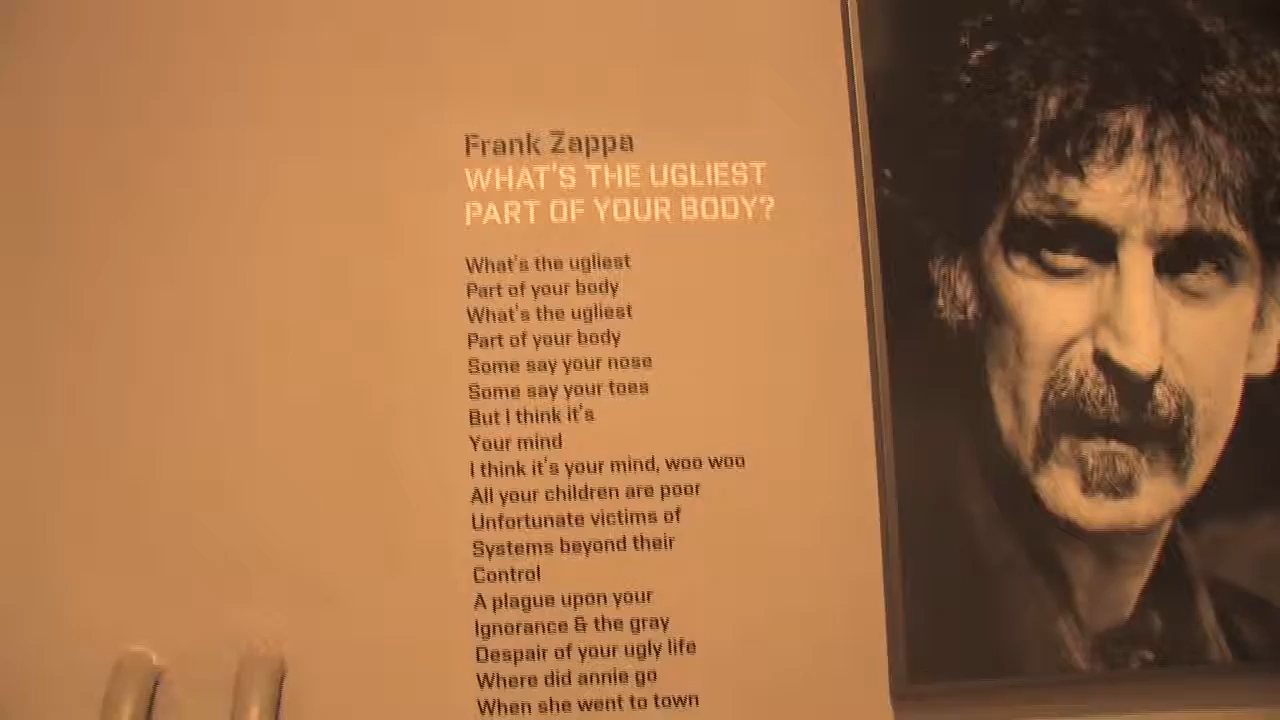 Frank Zappa
WHAT'S THE UGLIEST
PART OF YOUR BODY?
What's the ugliest
Part of your body
What's the ugliest
Part of your body
Some say your nose
Some say your toes
But I think it's
Your mind
I think it's your mind, woo woo
All your children are poor
Unfortunate victims of
Systems beyond their
Control
A plague upon your
Ignorance & the gray
Despair of your ugly life
Where did annie go
When she went to town